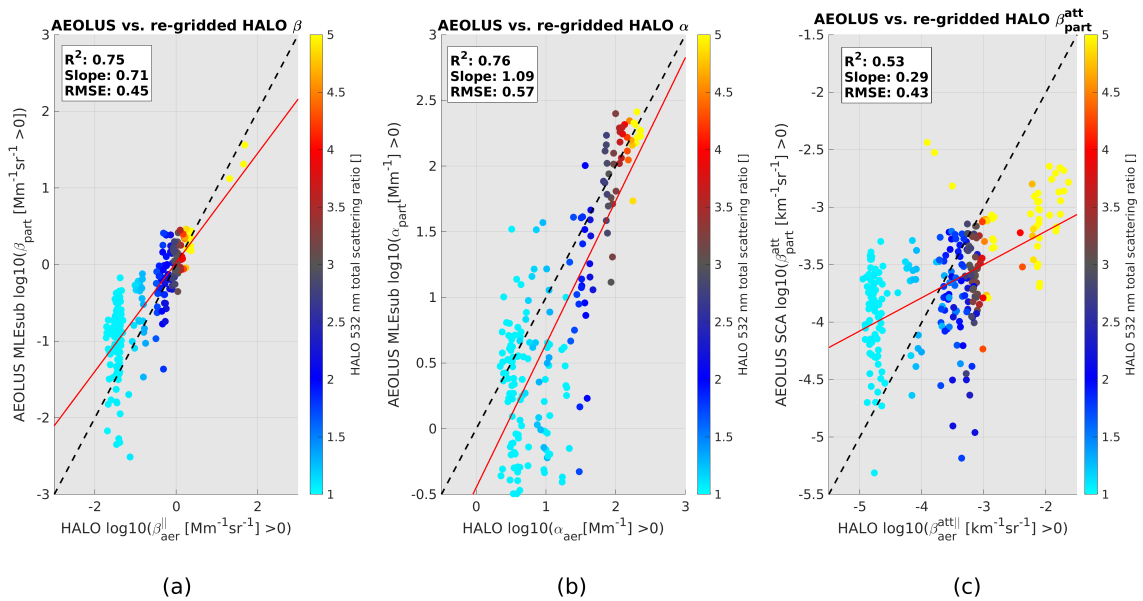 AEOLUS vs. re-gridded HALO β
R²: 0.75
Slope: 0.71
RMSE: 0.45
AEOLUS MLEsub log10(β_part [Mm⁻¹sr⁻¹ >0])
3
2
1
0
-1
-2
-3
-2
0
2
HALO log10(β^||_aer [Mm⁻¹sr⁻¹] >0)
5
4.5
4
3.5
3
2.5
2
1.5
1
HALO 532 nm total scattering ratio []
(a)
AEOLUS vs. re-gridded HALO α
R²: 0.76
Slope: 1.09
RMSE: 0.57
AEOLUS MLEsub log10(α_part[Mm⁻¹] >0)
3
2.5
2
1.5
1
0.5
0
-0.5
0
1
2
3
HALO log10(α_aer[Mm⁻¹] >0)
5
4.5
4
3.5
3
2.5
2
1.5
1
HALO 532 nm total scattering ratio []
(b)
AEOLUS vs. re-gridded HALO β^att_part
R²: 0.53
Slope: 0.29
RMSE: 0.43
AEOLUS SCA log10(β^att_part [km⁻¹sr⁻¹] >0)
-1.5
-2
-2.5
-3
-3.5
-4
-4.5
-5
-5.5
-5
-4
-3
-2
HALO log10(β^att||_aer [km⁻¹sr⁻¹] >0)
5
4.5
4
3.5
3
2.5
2
1.5
1
HALO 532 nm total scattering ratio []
(c)